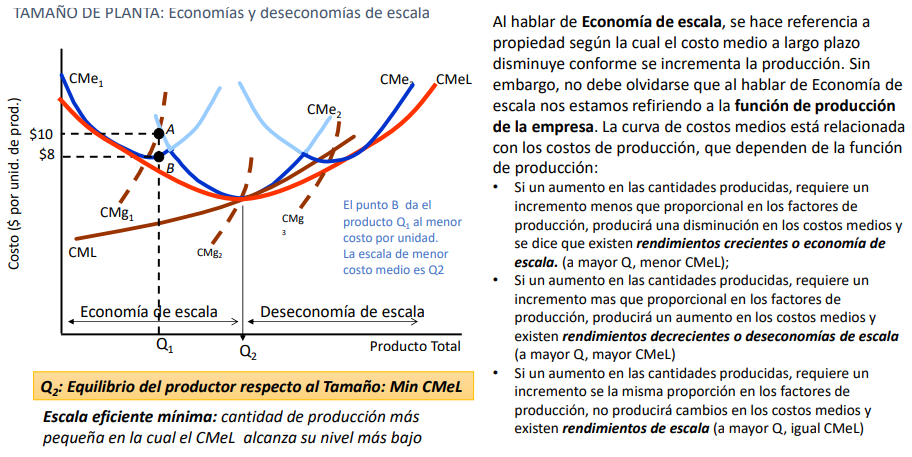 TAMAÑO DE PLANTA: Economías y deseconomías de escala
Costo ($ por unid. de prod.)
CMe1
CMe2
CMe3
CMeL
$10
A
$8
B
CMg1
CMg2
CMg
3
CML
El punto B da el
producto Q1 al menor
costo por unidad.
La escala de menor
costo medio es Q2
Economía de escala
Deseconomía de escala
Q1
Q2
Producto Total
Q2: Equilibrio del productor respecto al Tamaño: Min CMeL
Escala eficiente mínima: cantidad de producción más
pequeña en la cual el CMeL alcanza su nivel más bajo
Al hablar de Economía de escala, se hace referencia a
propiedad según la cual el costo medio a largo plazo
disminuye conforme se incrementa la producción. Sin
embargo, no debe olvidarse que al hablar de Economía de
escala nos estamos refiriendo a la función de producción
de la empresa. La curva de costos medios está relacionada
con los costos de producción, que dependen de la función
de producción:
• Si un aumento en las cantidades producidas, requiere un
incremento menos que proporcional en los factores de
producción, producirá una disminución en los costos medios y
se dice que existen rendimientos crecientes o economía de
escala. (a mayor Q, menor CMeL);
• Si un aumento en las cantidades producidas, requiere un
incremento mas que proporcional en los factores de
producción, producirá un aumento en los costos medios y
existen rendimientos decrecientes o deseconomías de escala
(a mayor Q, mayor CMeL)
• Si un aumento en las cantidades producidas, requiere un
incremento se la misma proporción en los factores de
producción, no producirá cambios en los costos medios y
existen rendimientos de escala (a mayor Q, igual CMeL)